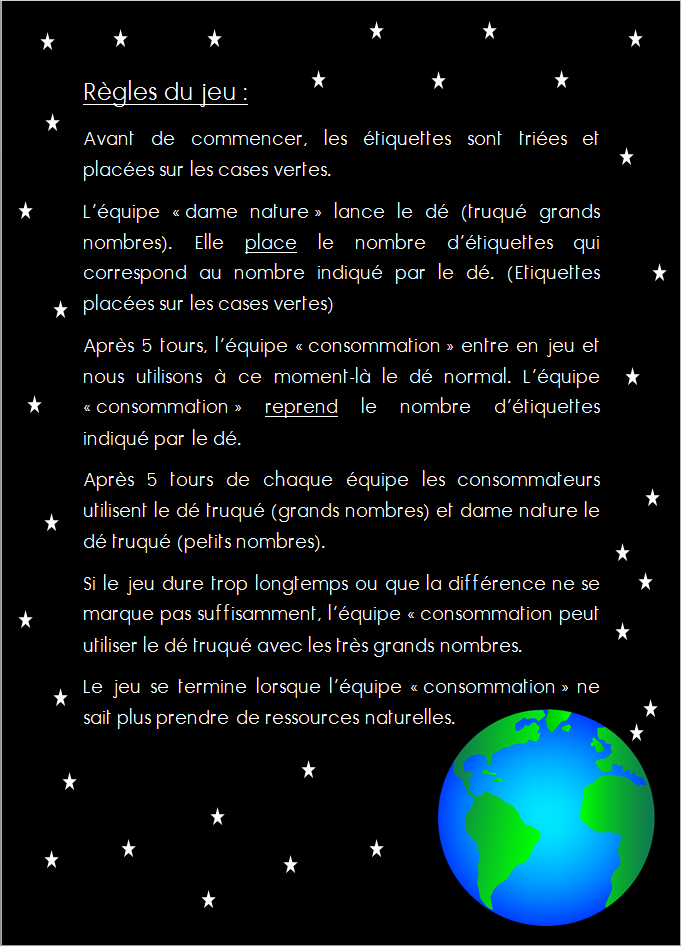 Règles du jeu :
Avant de commencer, les étiquettes sont triées et
placées sur les cases vertes.
L'équipe « dame nature » lance le dé (truqué grands
nombres). Elle place le nombre d'étiquettes qui
correspond au nombre indiqué par le dé. (Etiquettes
placées sur les cases vertes)
Après 5 tours, l'équipe « consommation » entre en jeu et
nous utilisons à ce moment-là le dé normal. L'équipe
« consommation » reprend le nombre d'étiquettes
indiqué par le dé.
Après 5 tours de chaque équipe les consommateurs
utilisent le dé truqué (grands nombres) et dame nature le
dé truqué (petits nombres).
Si le jeu dure trop longtemps ou que la différence ne se
marque pas suffisamment, l'équipe « consommation peut
utiliser le dé truqué avec les très grands nombres.
Le jeu se termine lorsque l'équipe « consommation » ne
sait plus prendre de ressources naturelles.